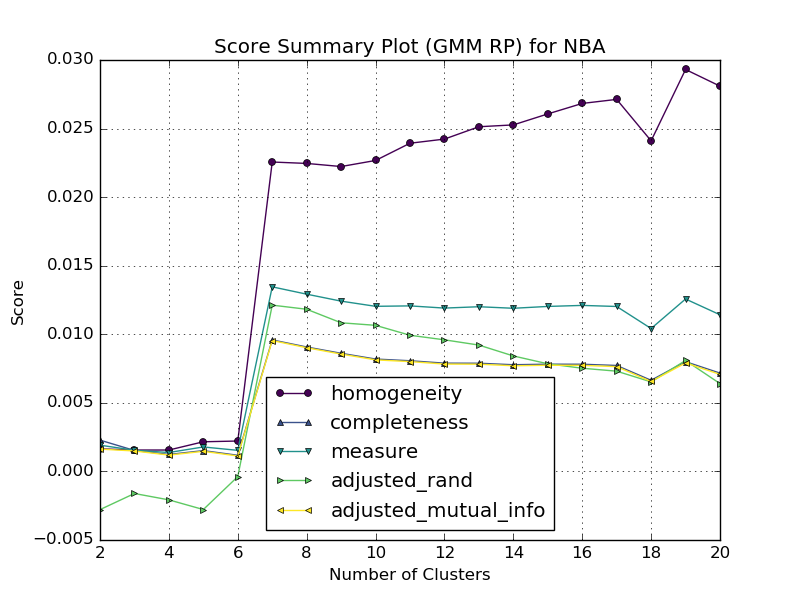 Score Summary Plot (GMM RP) for NBA
0.030
0.025
0.020
0.015
0.010
0.005
0.000
−0.005
Score
homogeneity
completeness
measure
adjusted_rand
adjusted_mutual_info
2 4 6 8 10 12 14 16 18 20
Number of Clusters